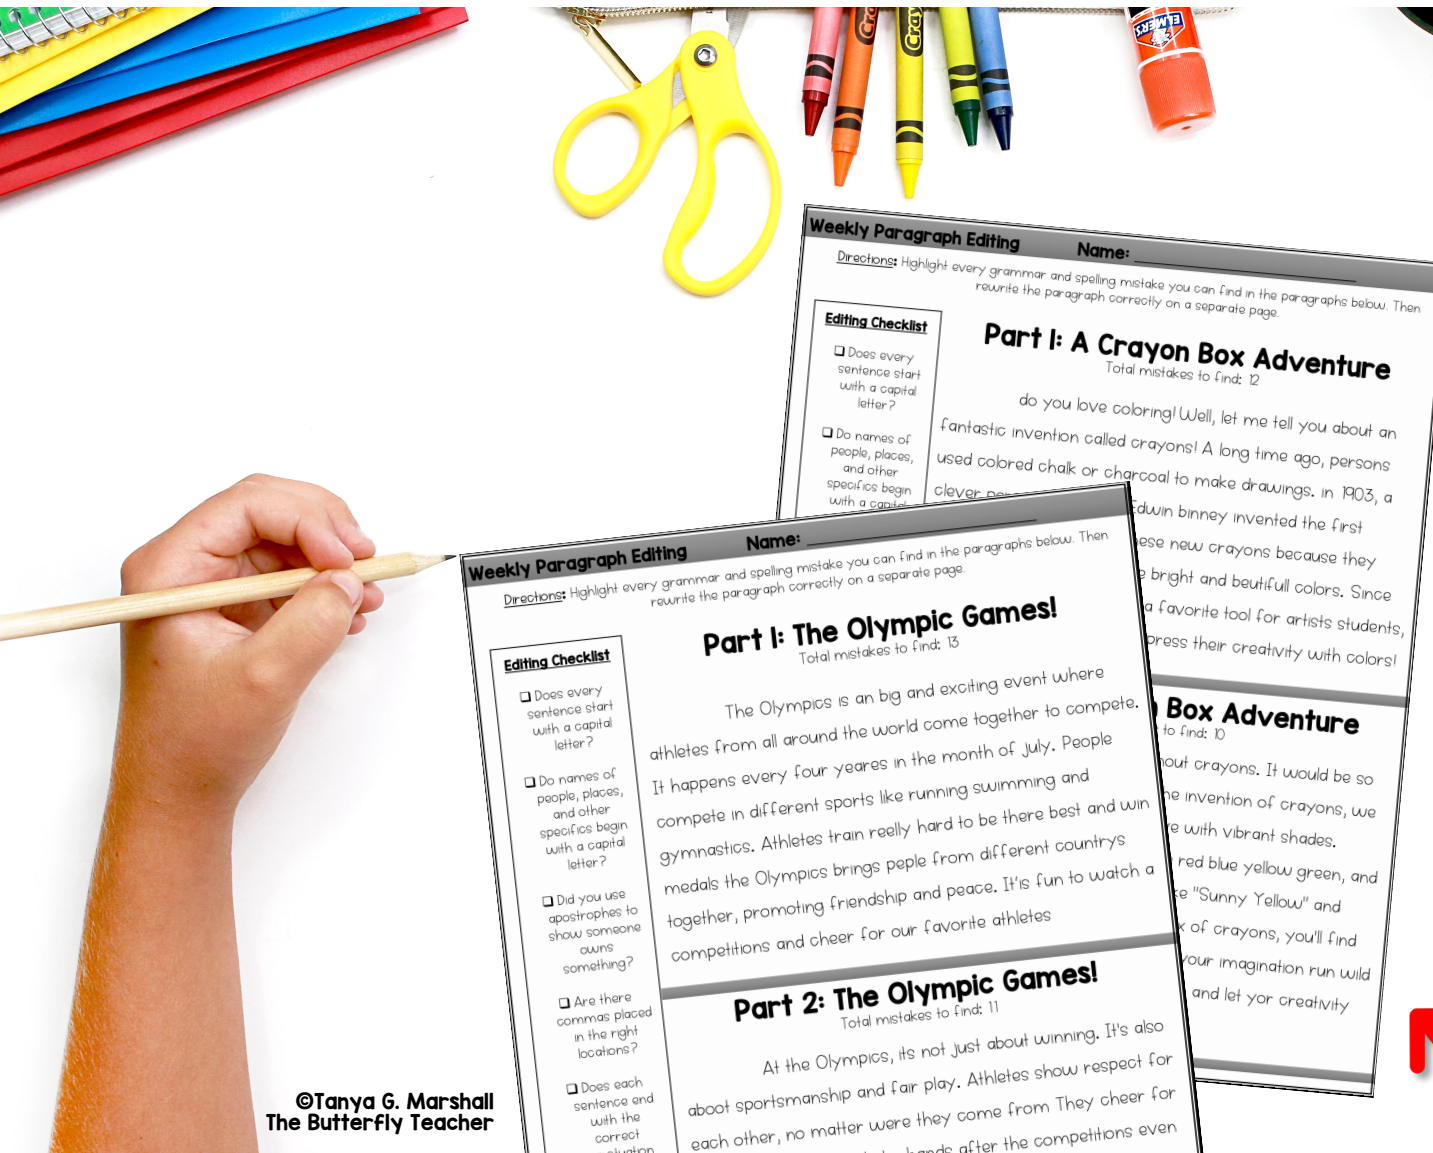 Cra
Cray
ELMER'S
Weekly Paragraph Editing Name:
Directions: Highlight every grammar and spelling mistake you can find in the paragraphs below. Then
rewrite the paragraph correctly on a separate page.
Editing Checklist
Does every
sentence start
with a capital
letter?
Do names of
people, places,
and other
specifics begin
with a capital
Part 1: A Crayon Box Adventure
Total mistakes to find: 12
do you love coloring! Well, let me tell you about an
fantastic invention called crayons! A long time ago, persons
used colored chalk or charcoal to make drawings. in 1903, a
clever
Edwin binney invented the first
these new crayons because they
bright and beutifull colors. Since
a favorite tool for artists students,
press their creativity with colors!
Box Adventure
to find: 10
out crayons. It would be so
invention of crayons, we
with vibrant shades.
red blue yellow green, and
"Sunny Yellow" and
of crayons, you'll find
your imagination run wild
and let yor creativity
Weekly Paragraph Editing Name:
Directions: Highlight every grammar and spelling mistake you can find in the paragraphs below. Then
rewrite the paragraph correctly on a separate page.
Editing Checklist
Does every
sentence start
with a capital
letter?
Do names of
people, places,
and other
specifics begin
with a capital
letter?
Did you use
apostrophes to
show someone
owns
something?
Are there
commas placed
in the right
locations?
Does each
sentence end
with the
correct
Part 1: The Olympic Games!
Total mistakes to find: 13
The Olympics is an big and exciting event where
athletes from all around the world come together to compete.
It happens every four yeares in the month of july. People
compete in different sports like running swimming and
gymnastics. Athletes train reelly hard to be there best and win
medals the Olympics brings peple from different countrys
together, promoting friendship and peace. It'is fun to watch a
competitions and cheer for our favorite athletes
Part 2: The Olympic Games!
Total mistakes to find: 11
At the Olympics, its not just about winning. It's also
aboot sportsmanship and fair play. Athletes show respect for
each other, no matter were they come from They cheer for
hands after the competitions even
©Tanya G. Marshall
The Butterfly Teacher